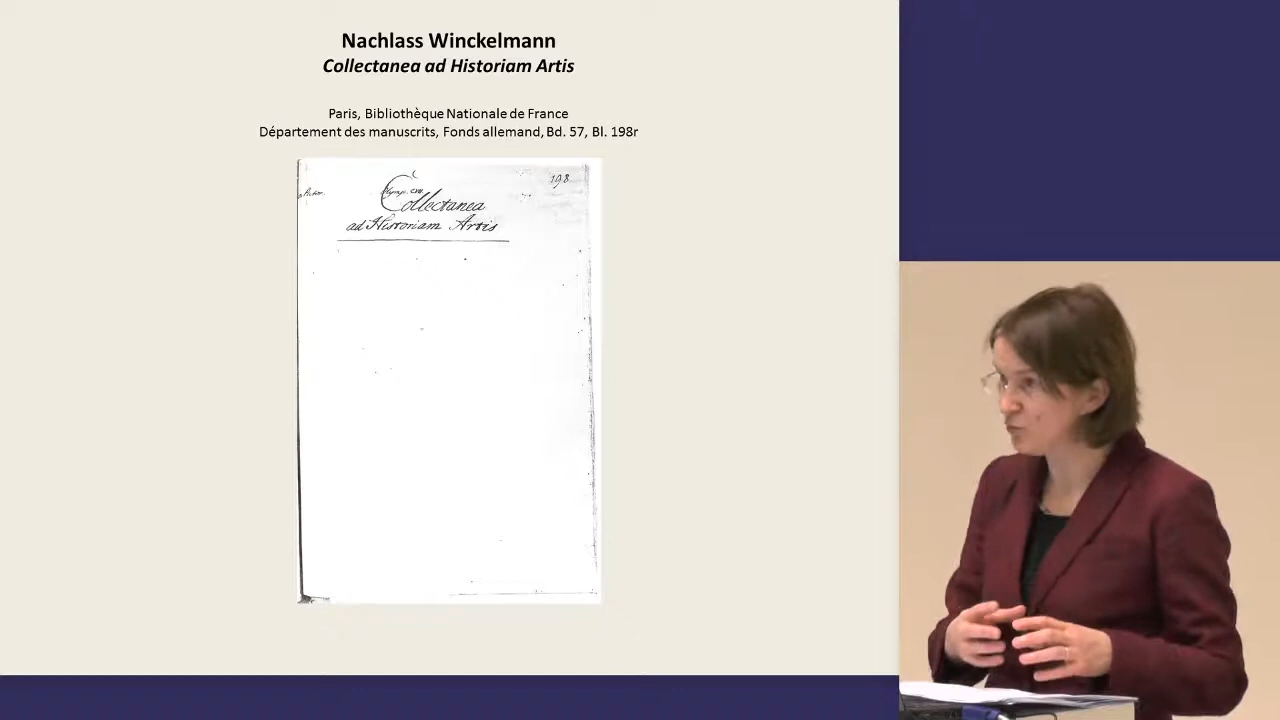 Nachlass Winckelmann
Collectanea ad Historiam Artis
Paris, Bibliothèque Nationale de France
Département des manuscrits, Fonds allemand, Bd. 57, Bl. 198r
198
Collectanea
ad Historiam Artis